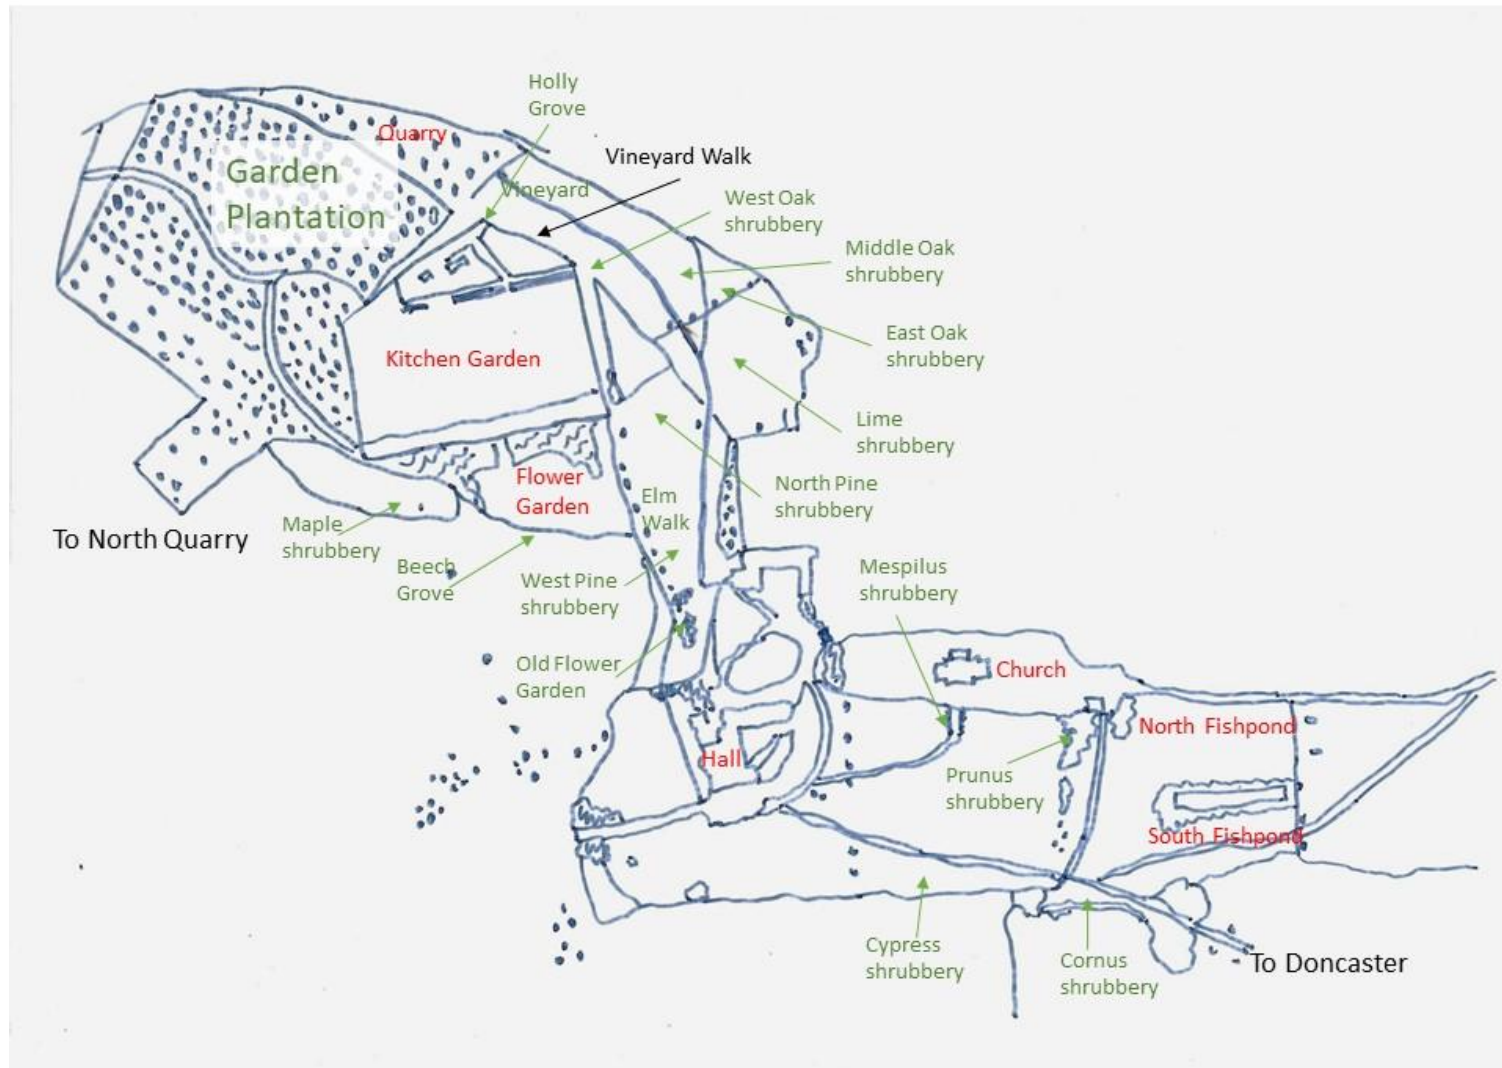 Holly
Grove
Quarry
Vineyard Walk
Garden
Plantation
Vineyard
West Oak
shrubbery
Middle Oak
shrubbery
East Oak
shrubbery
Kitchen Garden
Lime
shrubbery
Flower
Garden
North Pine
shrubbery
Elm
Walk
Maple
shrubbery
To North Quarry
Beech
Grove
West Pine
shrubbery
Mespilus
shrubbery
Old Flower
Garden
Church
North Fishpond
Hall
Prunus
shrubbery
South Fishpond
Cypress
shrubbery
Cornus
shrubbery
To Doncaster